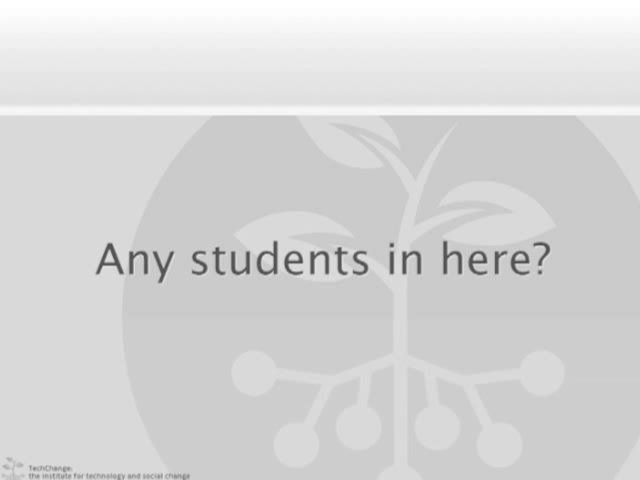 Any students in here?
TechChange:
the institute for technology and social change